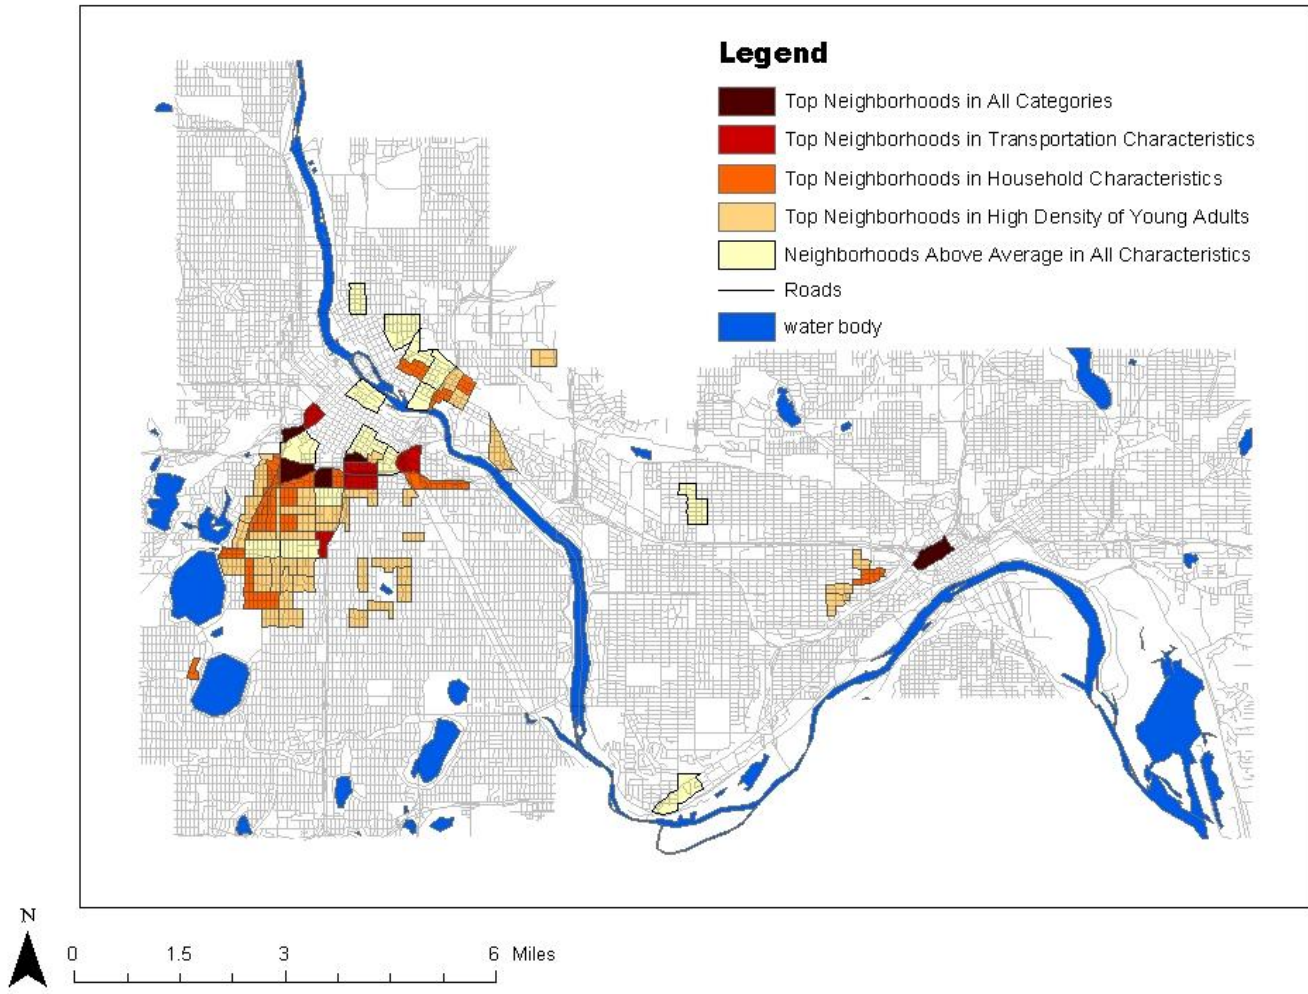 Legend
Top Neighborhoods in All Categories
Top Neighborhoods in Transportation Characteristics
Top Neighborhoods in Household Characteristics
Top Neighborhoods in High Density of Young Adults
Neighborhoods Above Average in All Characteristics
Roads
water body
N
0 1.5 3 6 Miles